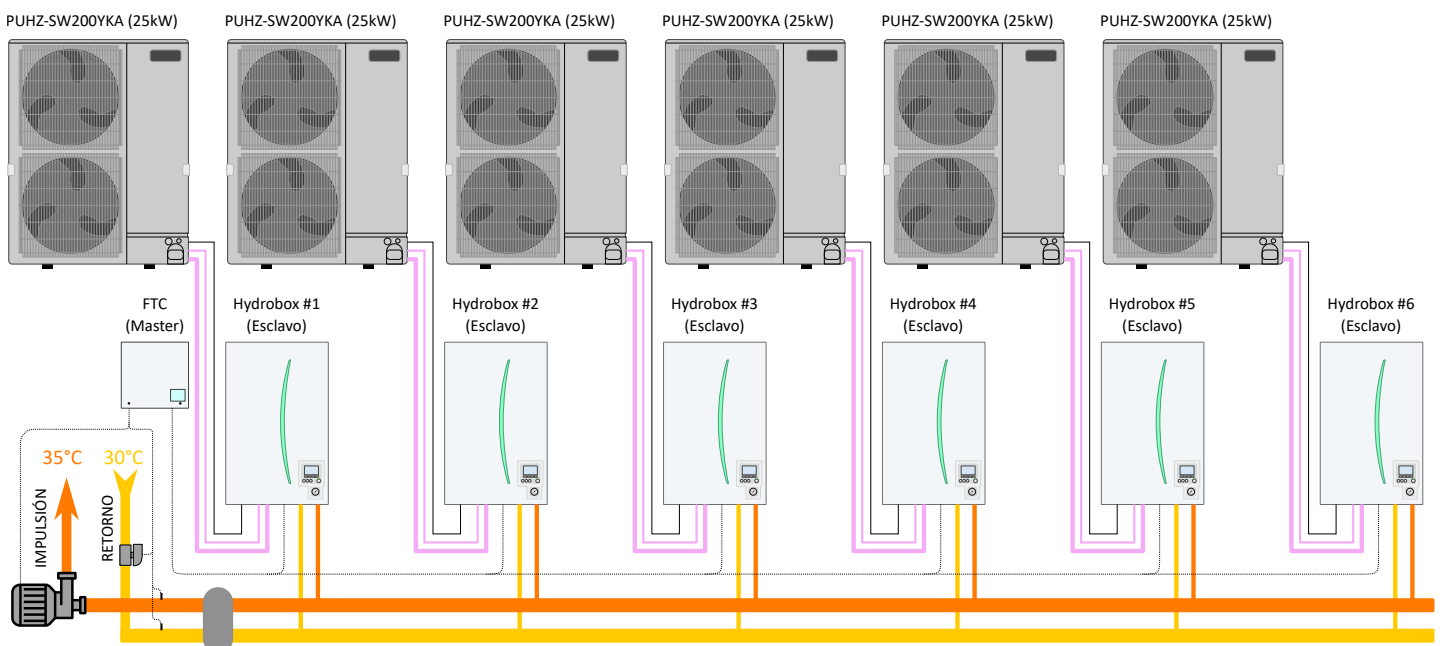 PUHZ-SW200YKA (25kW)
PUHZ-SW200YKA (25kW)
PUHZ-SW200YKA (25kW)
PUHZ-SW200YKA (25kW)
PUHZ-SW200YKA (25kW)
PUHZ-SW200YKA (25kW)
FTC
(Master)
Hydrobox #1
(Esclavo)
Hydrobox #2
(Esclavo)
Hydrobox #3
(Esclavo)
Hydrobox #4
(Esclavo)
Hydrobox #5
(Esclavo)
Hydrobox #6
(Esclavo)
35°C
30°C
IMPULSIÓN
RETORNO